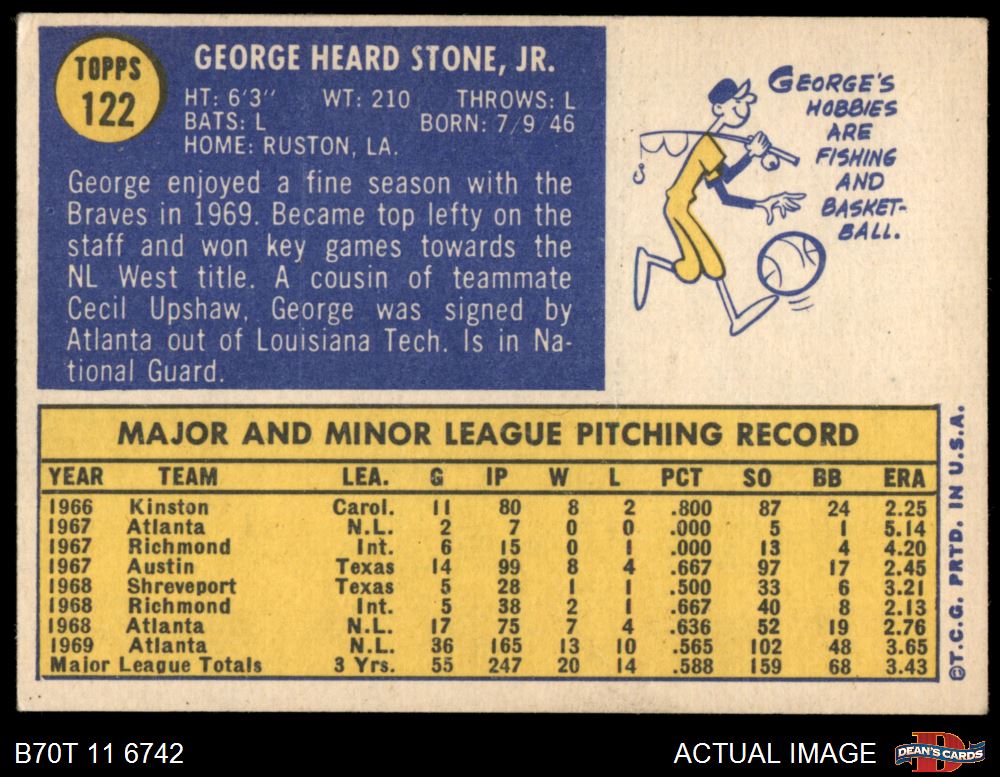 TOPPS
122
GEORGE HEARD STONE, JR.
HT: 6'3" WT: 210 THROWS: L
BATS: L BORN: 7/9/46
HOME: RUSTON, LA.
George enjoyed a fine season with the
Braves in 1969. Became top lefty on the
staff and won key games towards the
NL West title. A cousin of teammate
Cecil Upshaw, George was signed by
Atlanta out of Louisiana Tech. Is in Na-
tional Guard.
GEORGE'S
HOBBIES
ARE
FISHING
AND
BASKET-
BALL.
MAJOR AND MINOR LEAGUE PITCHING RECORD
YEAR TEAM LEA. G IP W L PCT SO BB ERA
1966 Kinston Carol. 11 80 8 2 .800 87 24 2.25
1967 Atlanta N.L. 2 7 0 0 .000 5 1 5.14
1967 Richmond Int. 6 15 0 1 .000 13 4 4.20
1967 Austin Texas 14 99 8 4 .667 97 17 2.45
1968 Shreveport Texas 5 28 1 1 .500 33 6 3.21
1968 Richmond Int. 5 38 2 1 .667 40 8 2.13
1968 Atlanta N.L. 17 75 7 4 .636 52 19 2.76
1969 Atlanta N.L. 36 165 13 10 .565 102 48 3.65
Major League Totals 3 Yrs. 55 247 20 14 .588 159 68 3.43
©T.C.G. PRTD. IN U.S.A.
B70T 11 6742
ACTUAL IMAGE
DEAN'S CARDS